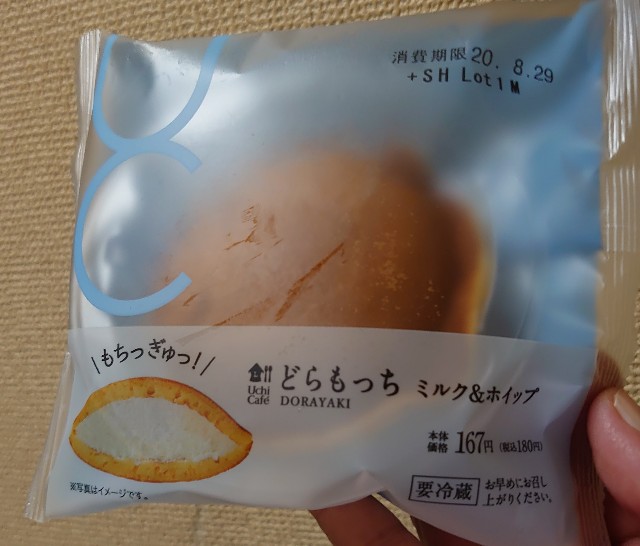 消費期限20. 8.29
+SH Lot1M
\もちっぎゅっ!/
Uchi
Café
どらもっち ミルク&ホイップ
DORAYAKI
本体
価格 167円 (税込180円)
要冷蔵
お早めにお召し
上がりください。
※写真はイメージです。